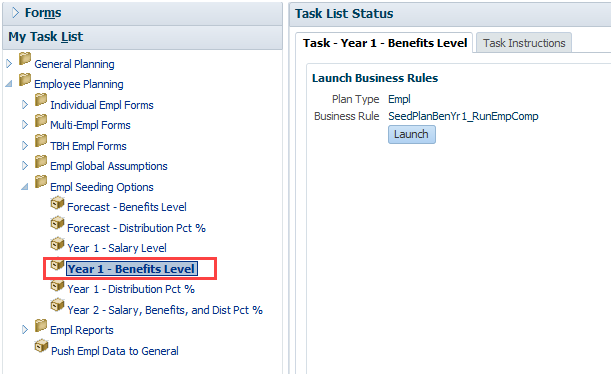 Forms
My Task List
General Planning
Employee Planning
Individual Empl Forms
Multi-Empl Forms
TBH Empl Forms
Empl Global Assumptions
Empl Seeding Options
Forecast - Benefits Level
Forecast - Distribution Pct %
Year 1 - Salary Level
Year 1 - Benefits Level
Year 1 - Distribution Pct %
Year 2 - Salary, Benefits, and Dist Pct %
Empl Reports
Push Empl Data to General
Task List Status
Task - Year 1 - Benefits Level
Task Instructions
Launch Business Rules
Plan Type Empl
Business Rule SeedPlanBenYr1_RunEmpComp
Launch